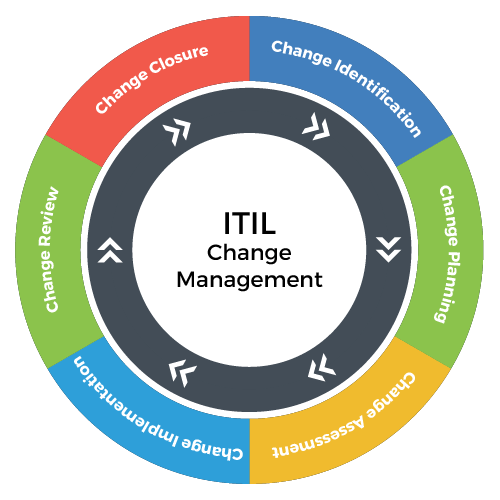 ITIL
Change
Management
Change Identification
Change Planning
Change Assessment
Change Implementation
Change Review
Change Closure